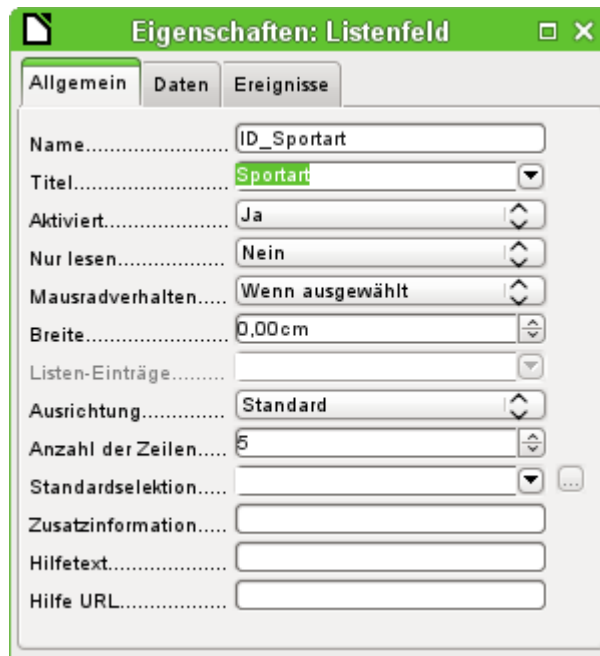 Eigenschaften: Listenfeld
Allgemein Daten Ereignisse
Name.................... ID_Sportart
Titel...................... Sportart
Aktiviert................. Ja
Nur lesen................ Nein
Mausradverhalten..... Wenn ausgewählt
Breite..................... 0,00cm
Listen-Einträge.........
Ausrichtung............. Standard
Anzahl der Zeilen..... 5
Standardselektion..... ...
Zusatzinformation.....
Hilfetext..................
Hilfe URL.................